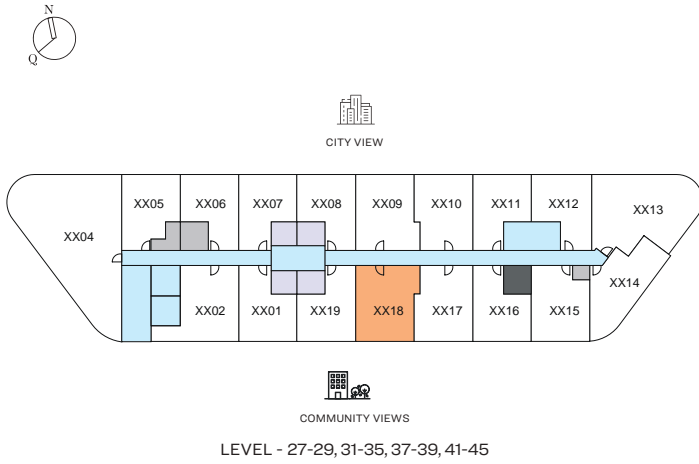 N
Q
CITY VIEW
XX05 XX06 XX07 XX08 XX09 XX10 XX11 XX12
XX04 XX13
XX14
XX02 XX01 XX19 XX18 XX17 XX16 XX15
COMMUNITY VIEWS
LEVEL - 27-29, 31-35, 37-39, 41-45